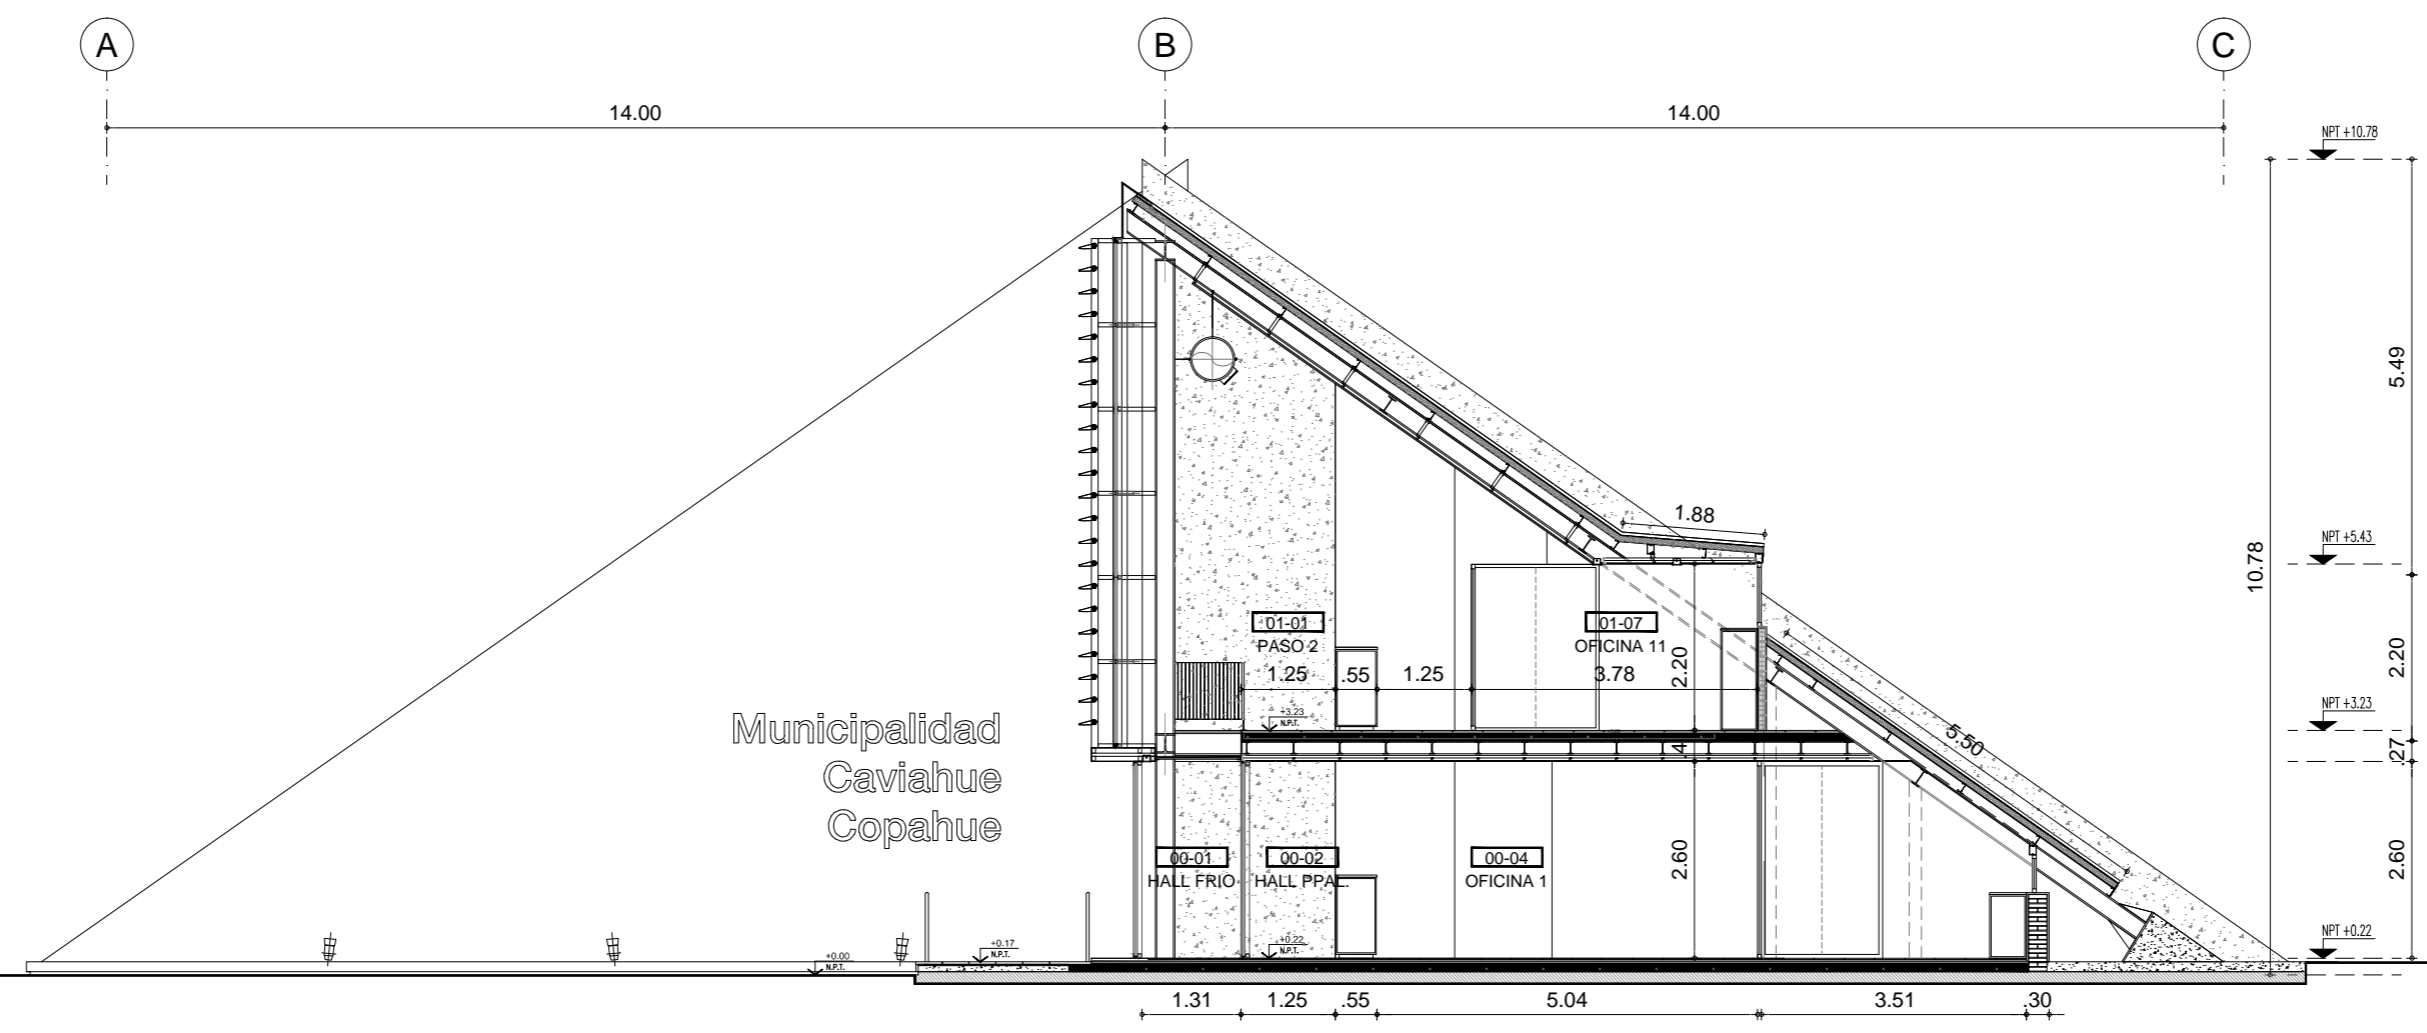 A
B
C
14.00
14.00
NPT +10.78
5.49
1.88
NPT +5.43
10.78
01-01
PASO 2
01-07
OFICINA 11
2.20
2.20
1.25
.55
1.25
3.78
+3.23
N.P.T.
NPT +3.23
Municipalidad
Caviahue
Copahue
4
5.50
.27
00-01
HALL FRIO
00-02
HALL PPAL.
00-04
OFICINA 1
2.60
2.60
+0.00
N.P.T.
+0.17
N.P.T.
+0.22
N.P.T.
NPT +0.22
1.31
1.25
.55
5.04
3.51
.30